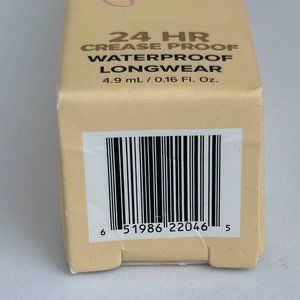 24 HR
CREASE PROOF
WATERPROOF
LONGWEAR
4.9 mL / 0.16 Fl. Oz.
6 51986 22046 5